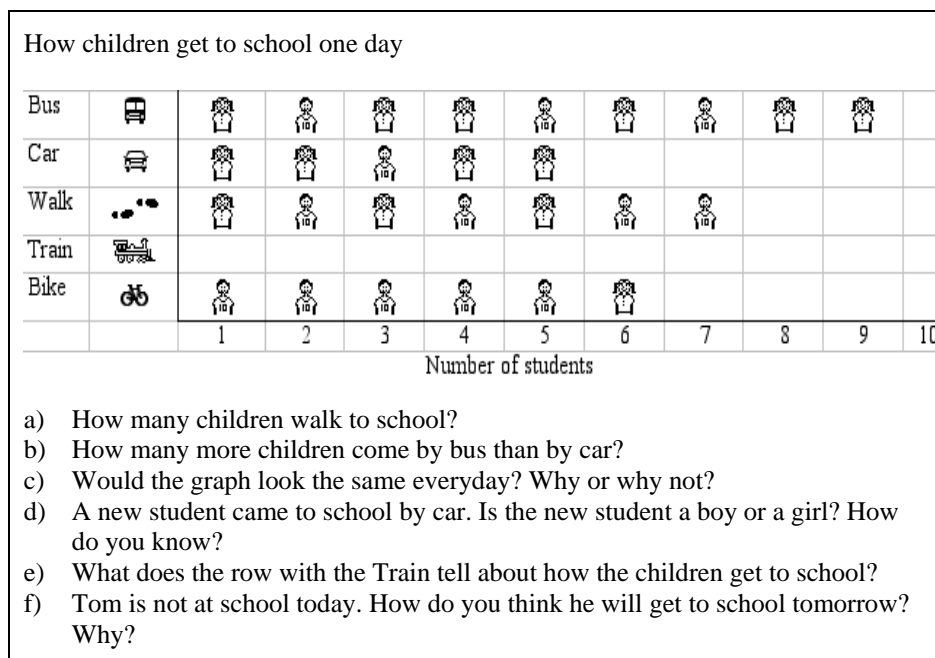 How children get to school one day
Bus
Car
Walk
Train
Bike
1 2 3 4 5 6 7 8 9 10
Number of students
a) How many children walk to school?
b) How many more children come by bus than by car?
c) Would the graph look the same everyday? Why or why not?
d) A new student came to school by car. Is the new student a boy or a girl? How
do you know?
e) What does the row with the Train tell about how the children get to school?
f) Tom is not at school today. How do you think he will get to school tomorrow?
Why?